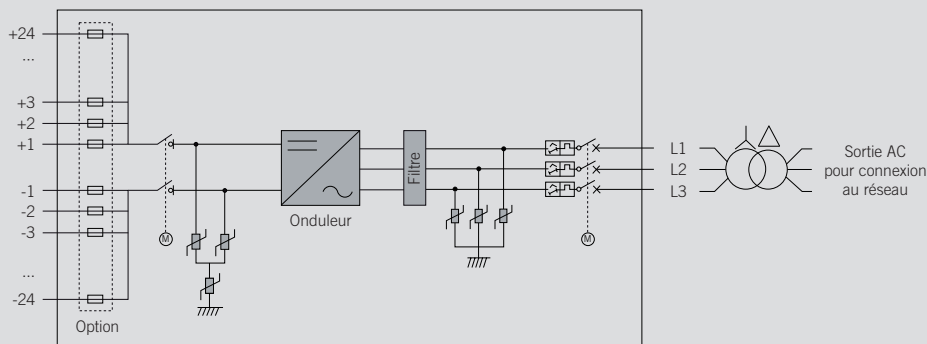 +24
...
+3
+2
+1
-1
-2
-3
...
-24
Option
M
Onduleur
Filtre
M
L1
L2
L3
Sortie AC
pour connexion
au réseau